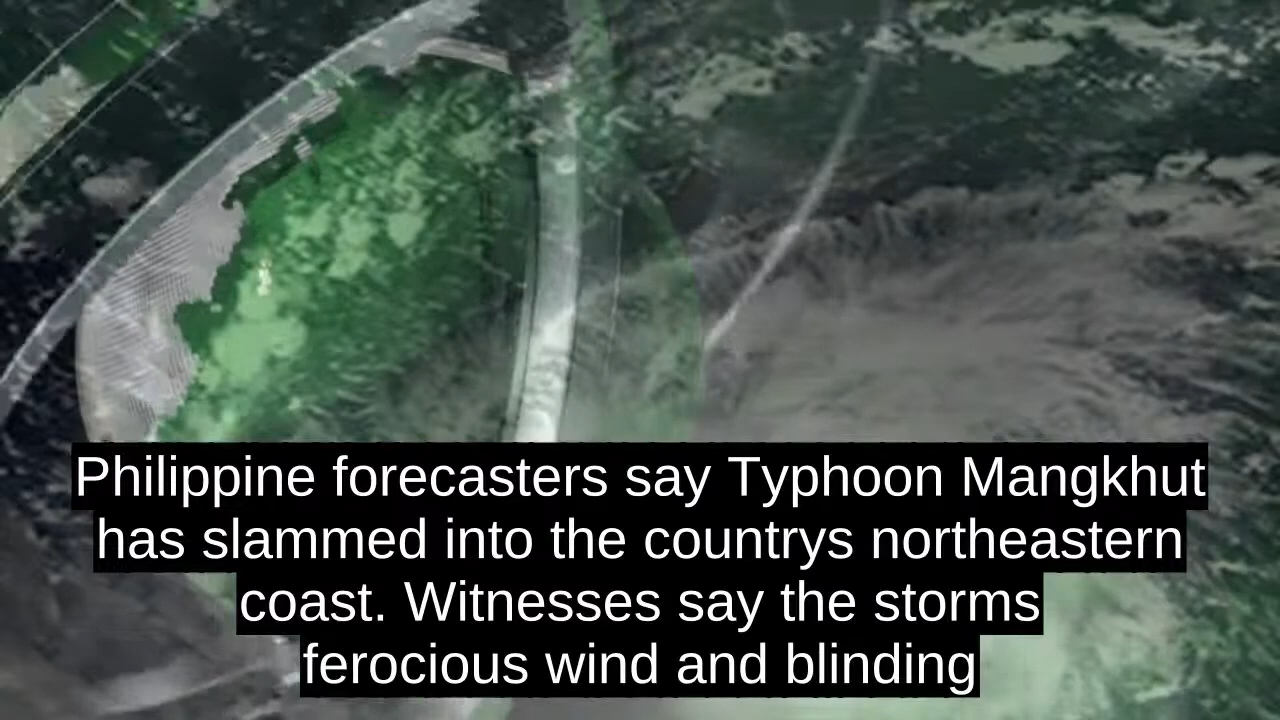 Philippine forecasters say Typhoon Mangkhut
has slammed into the countrys northeastern
coast. Witnesses say the storms
ferocious wind and blinding